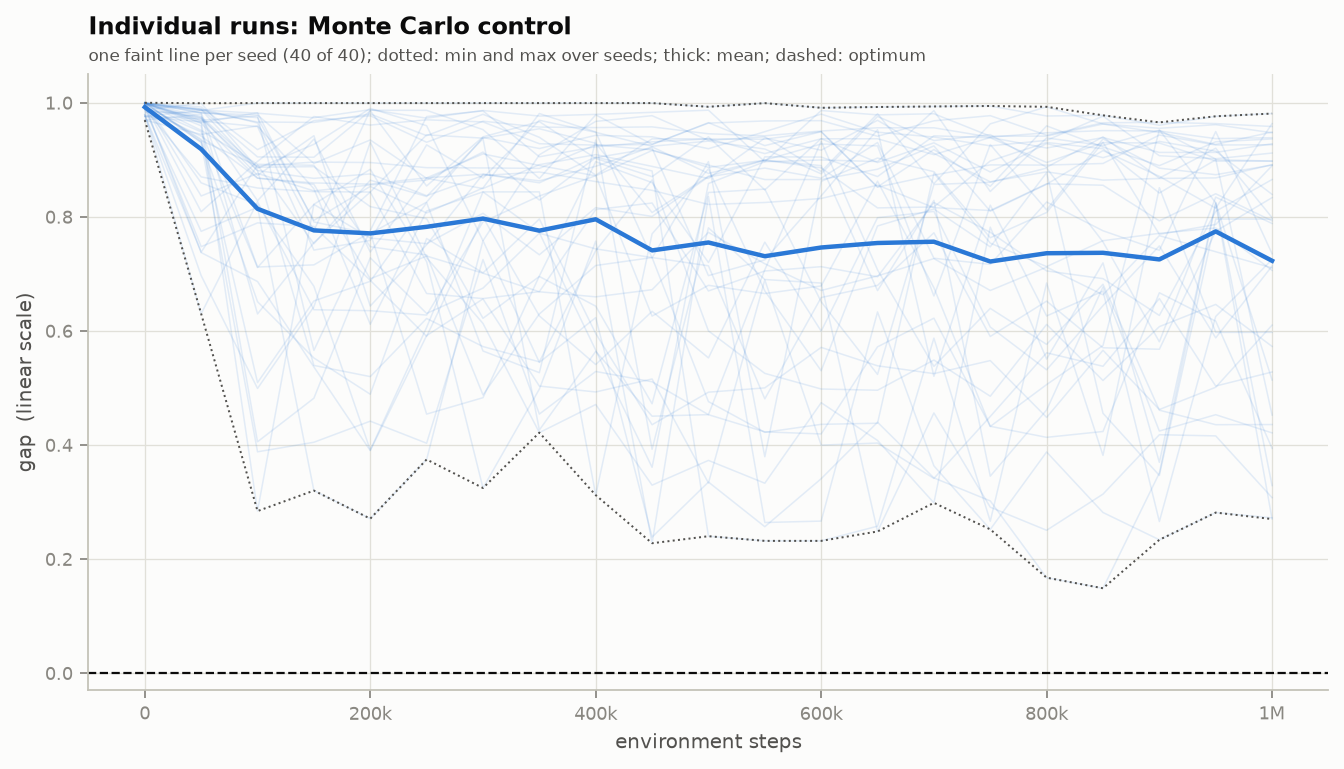 Individual runs: Monte Carlo control
one faint line per seed (40 of 40); dotted: min and max over seeds; thick: mean; dashed: optimum
gap  (linear scale)
1.0
0.8
0.6
0.4
0.2
0.0
0
200k
400k
600k
800k
1M
environment steps